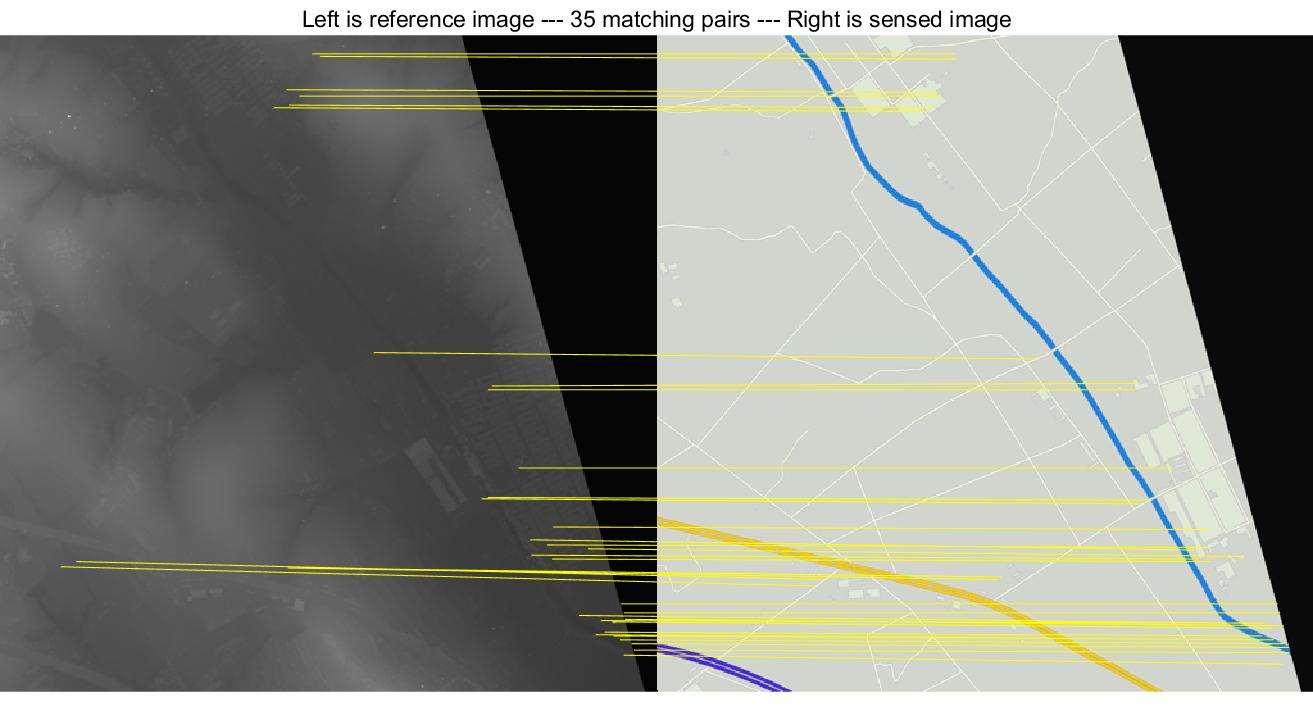 Left is reference image --- 35 matching pairs --- Right is sensed image